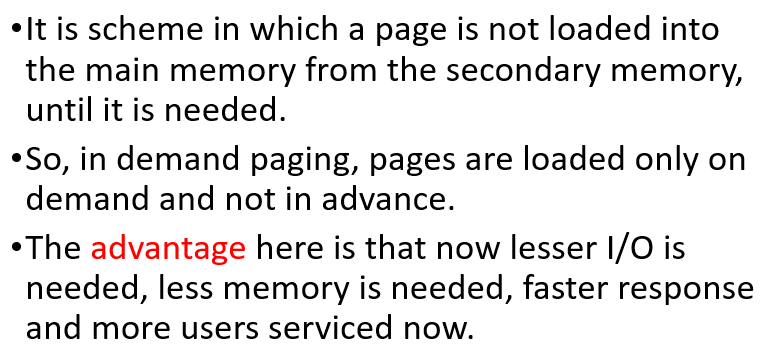 •It is scheme in which a page is not loaded into
the main memory from the secondary memory,
until it is needed.
•So, in demand paging, pages are loaded only on
demand and not in advance.
•The advantage here is that now lesser I/O is
needed, less memory is needed, faster response
and more users serviced now.